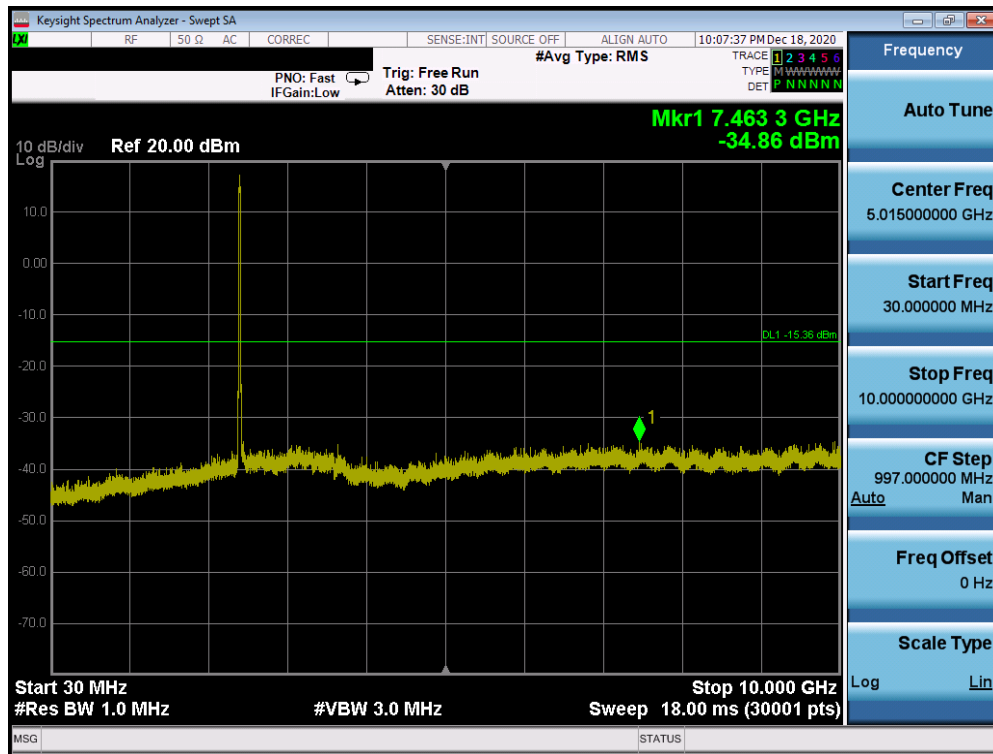 Keysight Spectrum Analyzer - Swept SA
LXI RF 50 Ω AC CORREC SENSE:INT SOURCE OFF ALIGN AUTO 10:07:37 PM Dec 18, 2020
#Avg Type: RMS
TRACE 1 2 3 4 5 6
TYPE M W W W W W
DET P N N N N N
PNO: Fast
IFGain:Low
Trig: Free Run
Atten: 30 dB
Mkr1 7.463 3 GHz
-34.86 dBm
10 dB/div Ref 20.00 dBm
Log
10.0
0.00
-10.0
DL1 -15.36 dBm
-20.0
-30.0
1
-40.0
-50.0
-60.0
-70.0
Start 30 MHz Stop 10.000 GHz
#Res BW 1.0 MHz #VBW 3.0 MHz Sweep 18.00 ms (30001 pts)
MSG STATUS
Frequency
Auto Tune
Center Freq
5.015000000 GHz
Start Freq
30.000000 MHz
Stop Freq
10.000000000 GHz
CF Step
997.000000 MHz
Auto Man
Freq Offset
0 Hz
Scale Type
Log Lin